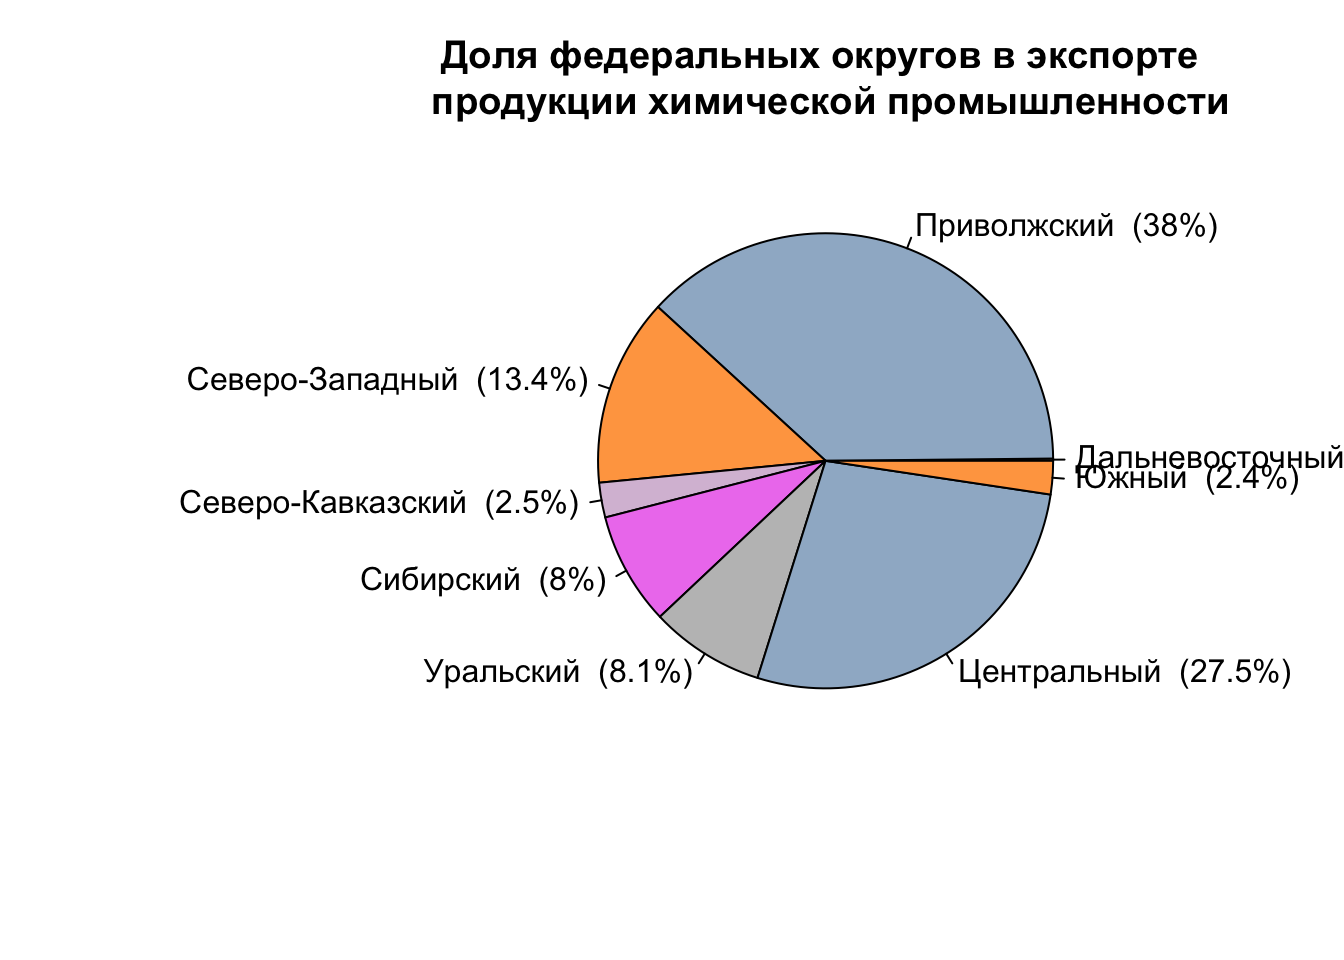 Доля федеральных округов в экспорте
продукции химической промышленности
Приволжский (38%)
Северо-Западный (13.4%)
Дальневосточный
Южный (2.4%)
Северо-Кавказский (2.5%)
Сибирский (8%)
Уральский (8.1%)
Центральный (27.5%)